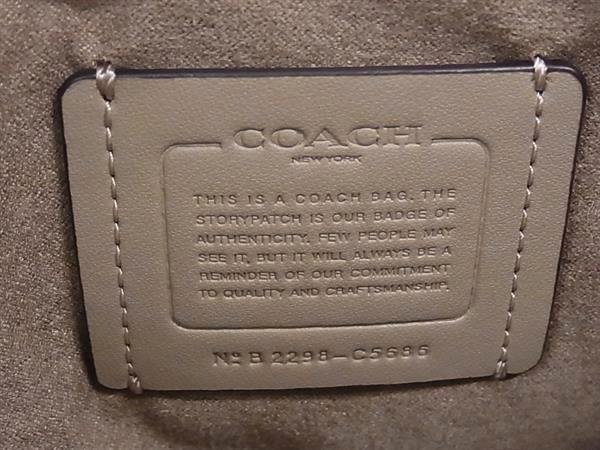 COACH
NEW YORK
THIS IS A COACH BAG. THE
STORYPATCH IS OUR BADGE OF
AUTHENTICITY. FEW PEOPLE MAY
SEE IT, BUT IT WILL ALWAYS BE A
REMINDER OF OUR COMMITMENT
TO QUALITY AND CRAFTSMANSHIP.
Nº B 2298-C5686